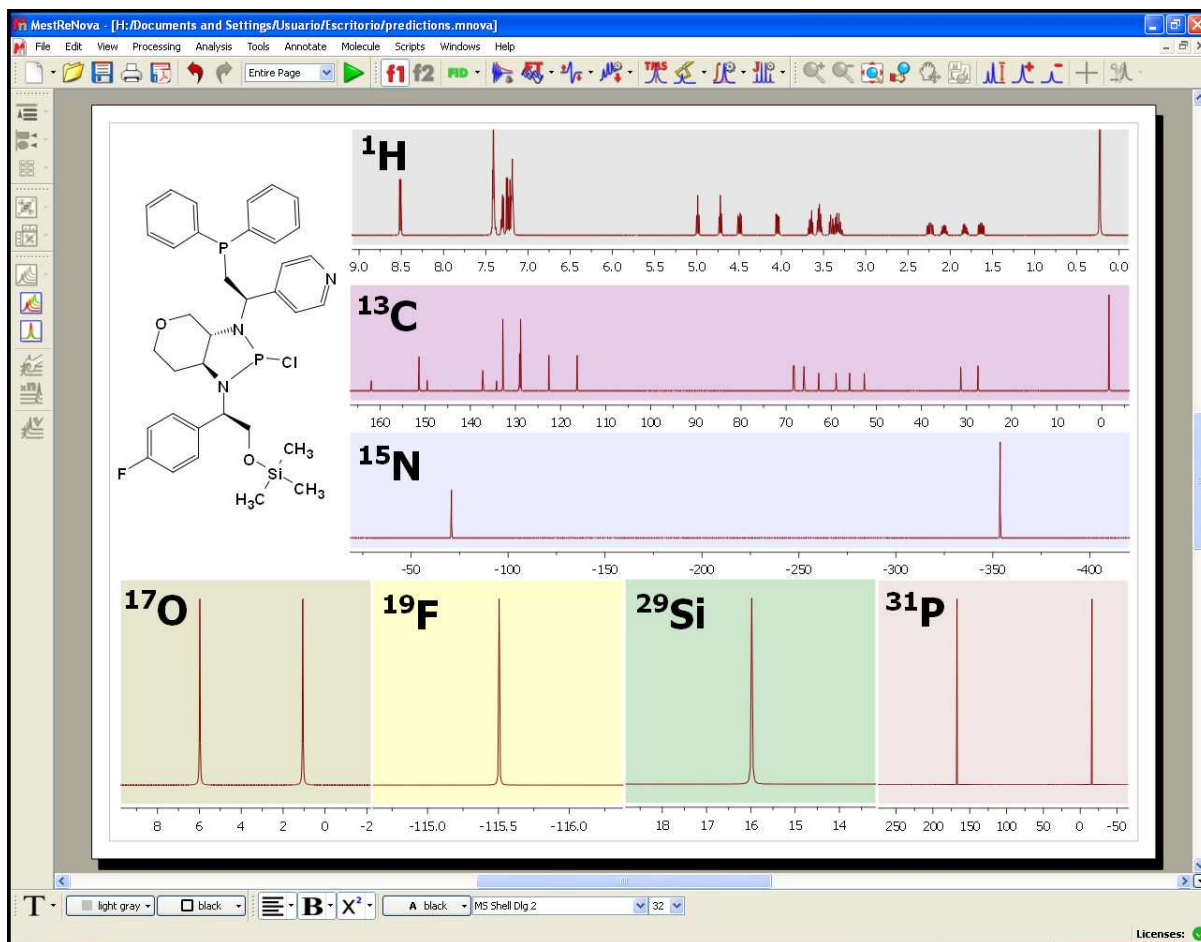 MestReNova - [H:/Documents and Settings/Usuario/Escritorio/predictions.mnova]
File Edit View Processing Analysis Tools Annotate Molecule Scripts Windows Help
Entire Page f1 f2 FID TMS
¹H
9.0 8.5 8.0 7.5 7.0 6.5 6.0 5.5 5.0 4.5 4.0 3.5 3.0 2.5 2.0 1.5 1.0 0.5 0.0
P
N
O
N
P
Cl
N
F
O
Si
CH₃
H₃C
CH₃
¹³C
160 150 140 130 120 110 100 90 80 70 60 50 40 30 20 10 0
¹⁵N
-50 -100 -150 -200 -250 -300 -350 -400
¹⁷O
8 6 4 2 0 -2
¹⁹F
-115.0 -115.5 -116.0
²⁹Si
18 17 16 15 14
³¹P
250 200 150 100 50 0 -50
T light gray black B X² A black MS Shell Dlg 2 32
Licenses: